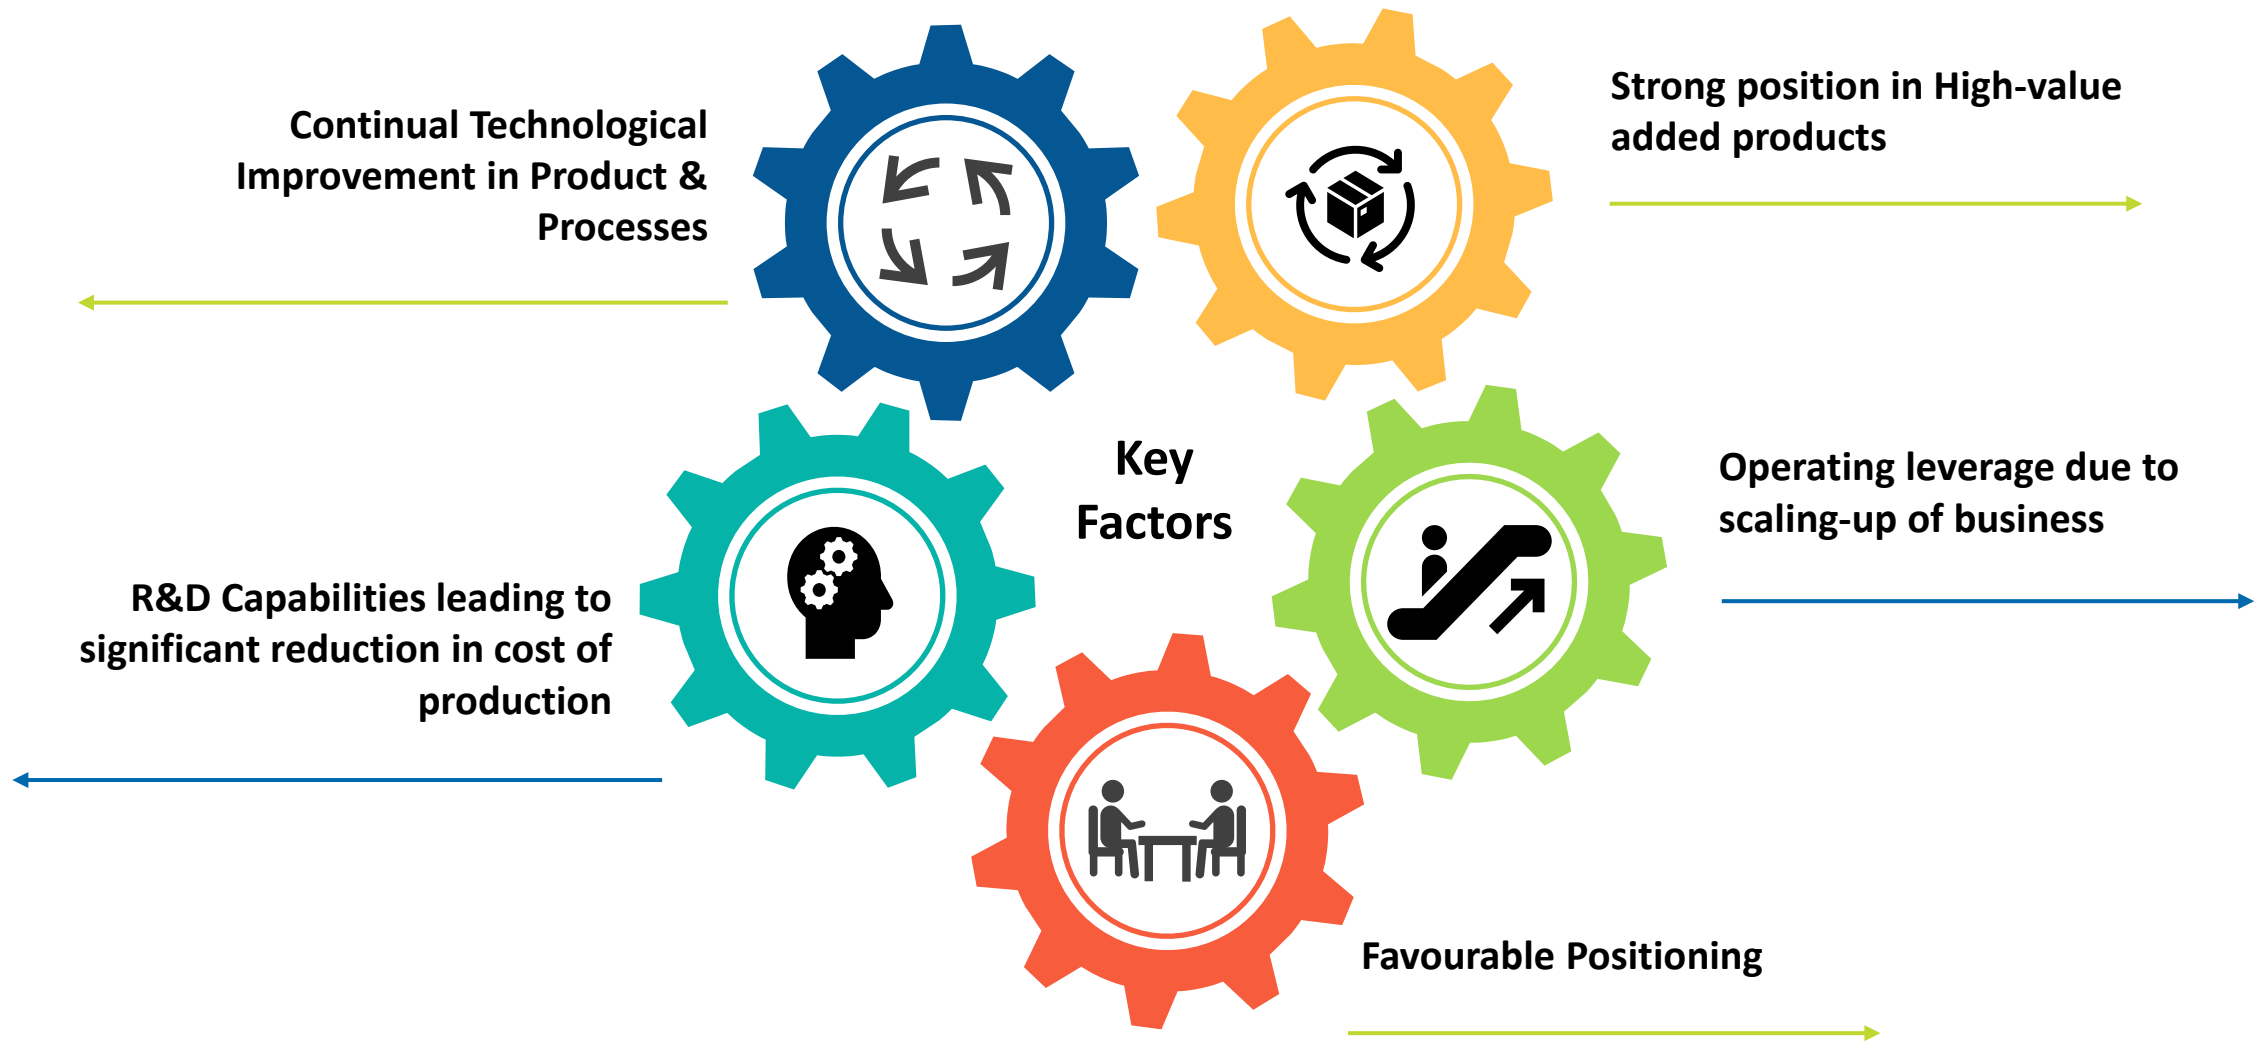 Continual Technological
Improvement in Product &
Processes
Strong position in High-value
added products
Key
Factors
Operating leverage due to
scaling-up of business
R&D Capabilities leading to
significant reduction in cost of
production
Favourable Positioning